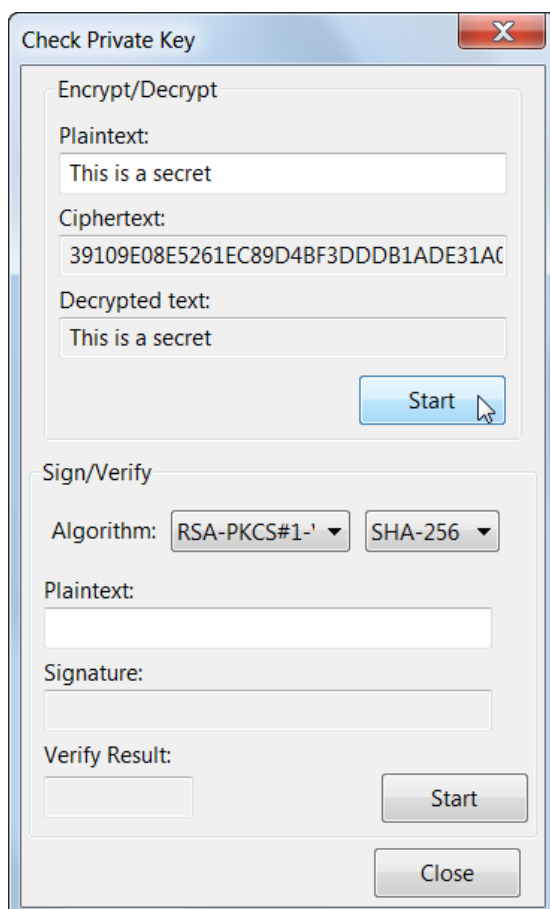 Check Private Key
Encrypt/Decrypt
Plaintext:
This is a secret
Ciphertext:
39109E08E5261EC89D4BF3DDDB1ADE31A0
Decrypted text:
This is a secret
Start
Sign/Verify
Algorithm: RSA-PKCS#1- SHA-256
Plaintext:
Signature:
Verify Result:
Start
Close